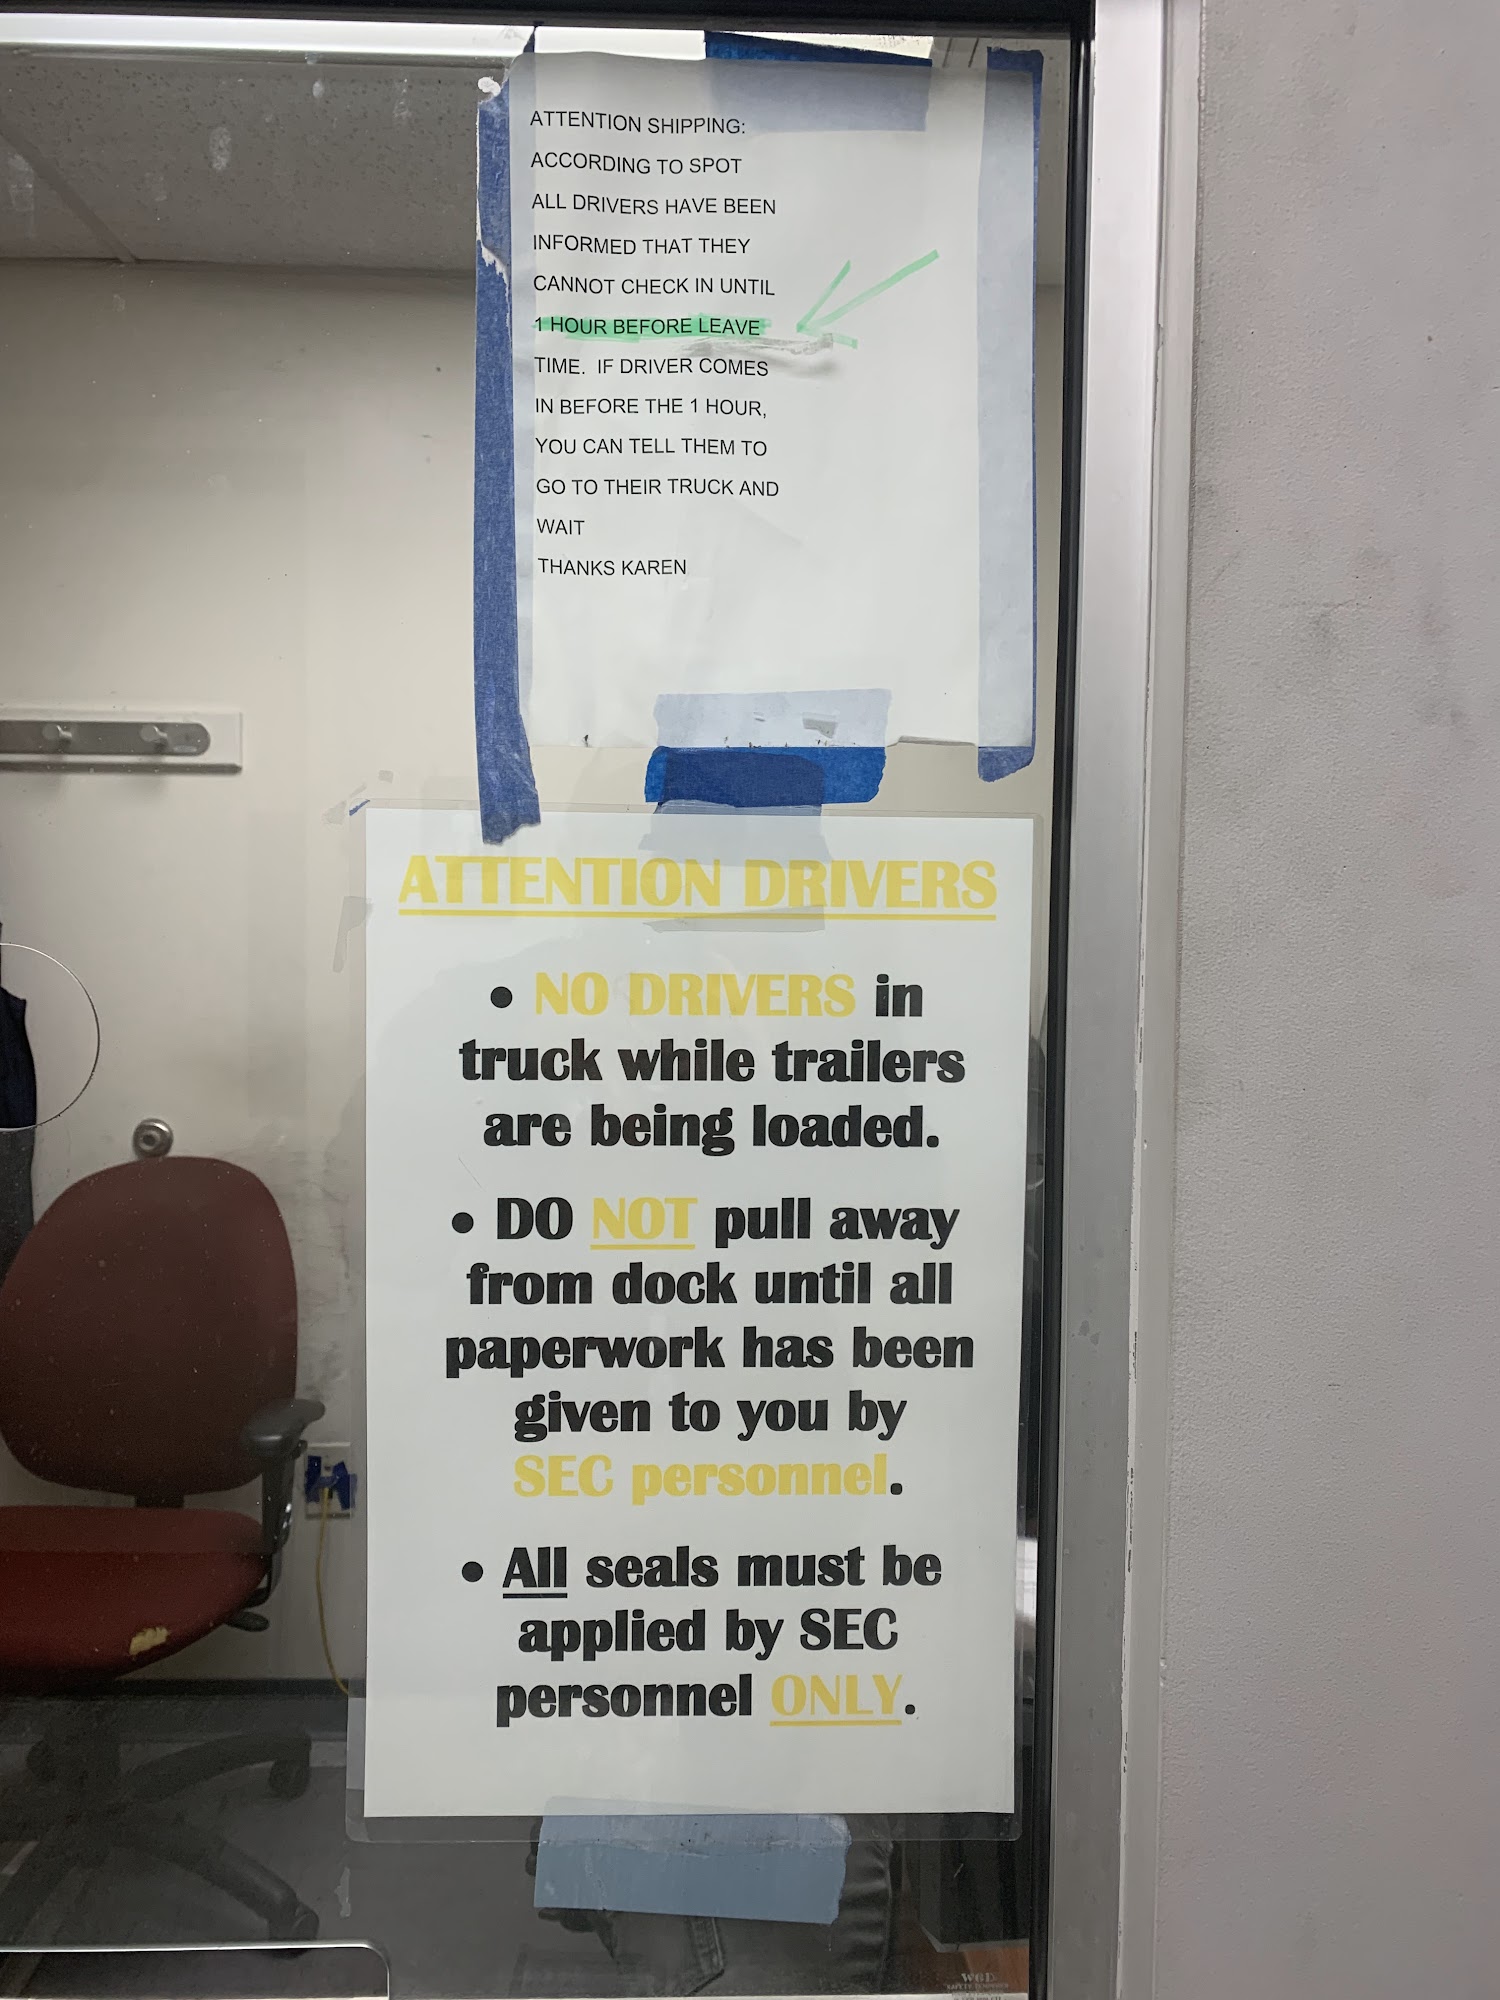 ATTENTION SHIPPING:
ACCORDING TO SPOT
ALL DRIVERS HAVE BEEN
INFORMED THAT THEY
CANNOT CHECK IN UNTIL
1 HOUR BEFORE LEAVE
TIME. IF DRIVER COMES
IN BEFORE THE 1 HOUR,
YOU CAN TELL THEM TO
GO TO THEIR TRUCK AND
WAIT
THANKS KAREN
ATTENTION DRIVERS
• NO DRIVERS in
truck while trailers
are being loaded.
• DO NOT pull away
from dock until all
paperwork has been
given to you by
SEC personnel.
• All seals must be
applied by SEC
personnel ONLY.